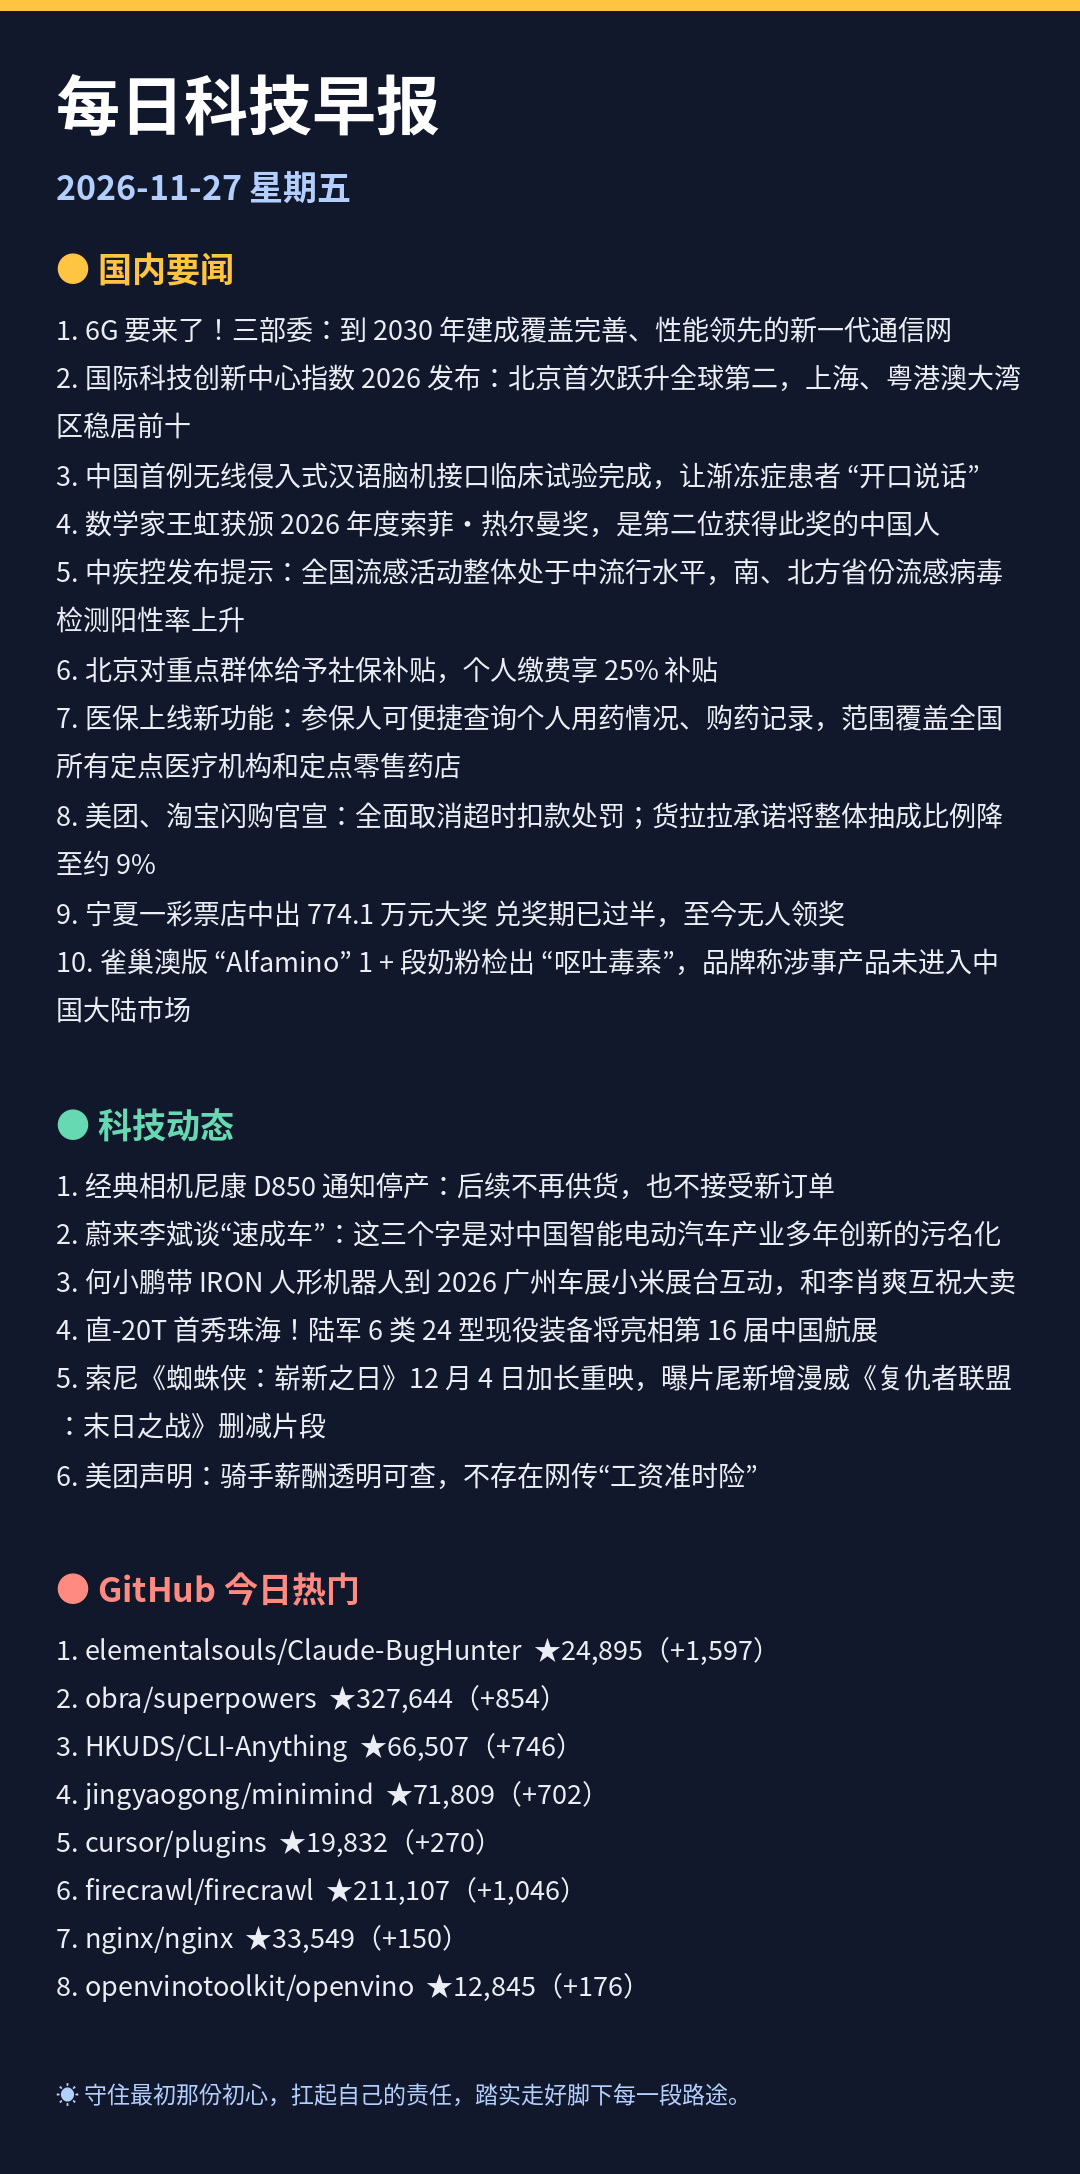 每日科技早报
2026-11-27 星期五
● 国内要闻
1. 6G 要来了！三部委：到 2030 年建成覆盖完善、性能领先的新一代通信网
2. 国际科技创新中心指数 2026 发布：北京首次跃升全球第二，上海、粤港澳大湾
区稳居前十
3. 中国首例无线侵入式汉语脑机接口临床试验完成，让渐冻症患者 “开口说话”
4. 数学家王虹获颁 2026 年度索菲・热尔曼奖，是第二位获得此奖的中国人
5. 中疾控发布提示：全国流感活动整体处于中流行水平，南、北方省份流感病毒
检测阳性率上升
6. 北京对重点群体给予社保补贴，个人缴费享 25% 补贴
7. 医保上线新功能：参保人可便捷查询个人用药情况、购药记录，范围覆盖全国
所有定点医疗机构和定点零售药店
8. 美团、淘宝闪购官宣：全面取消超时扣款处罚；货拉拉承诺将整体抽成比例降
至约 9%
9. 宁夏一彩票店中出 774.1 万元大奖 兑奖期已过半，至今无人领奖
10. 雀巢澳版 “Alfamino” 1 + 段奶粉检出 “呕吐毒素”，品牌称涉事产品未进入中
国大陆市场
● 科技动态
1. 经典相机尼康 D850 通知停产：后续不再供货，也不接受新订单
2. 蔚来李斌谈“速成车”：这三个字是对中国智能电动汽车产业多年创新的污名化
3. 何小鹏带 IRON 人形机器人到 2026 广州车展小米展台互动，和李肖爽互祝大卖
4. 直-20T 首秀珠海！陆军 6 类 24 型现役装备将亮相第 16 届中国航展
5. 索尼《蜘蛛侠：崭新之日》12 月 4 日加长重映，曝片尾新增漫威《复仇者联盟
：末日之战》删减片段
6. 美团声明：骑手薪酬透明可查，不存在网传“工资准时险”
● GitHub 今日热门
1. elementalsouls/Claude-BugHunter ★24,895（+1,597）
2. obra/superpowers ★327,644（+854）
3. HKUDS/CLI-Anything ★66,507（+746）
4. jingyaogong/minimind ★71,809（+702）
5. cursor/plugins ★19,832（+270）
6. firecrawl/firecrawl ★211,107（+1,046）
7. nginx/nginx ★33,549（+150）
8. openvinotoolkit/openvino ★12,845（+176）
☀ 守住最初那份初心，扛起自己的责任，踏实走好脚下每一段路途。